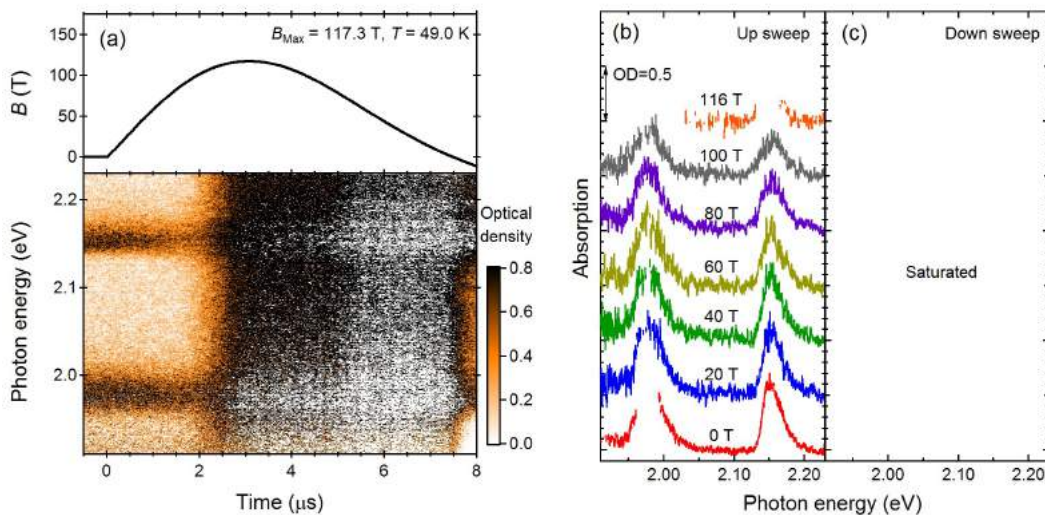 (a)
B_Max = 117.3 T, T = 49.0 K
B (T)
150
100
50
0
Photon energy (eV)
2.2
2.1
2.0
Optical
density
0.8
0.6
0.4
0.2
0.0
0
2
4
6
8
Time (μs)
(b)
Up sweep
OD=0.5
116 T
100 T
80 T
60 T
40 T
20 T
0 T
Absorption
2.00
2.10
2.20
(c)
Down sweep
Saturated
2.00
2.10
2.20
Photon energy (eV)